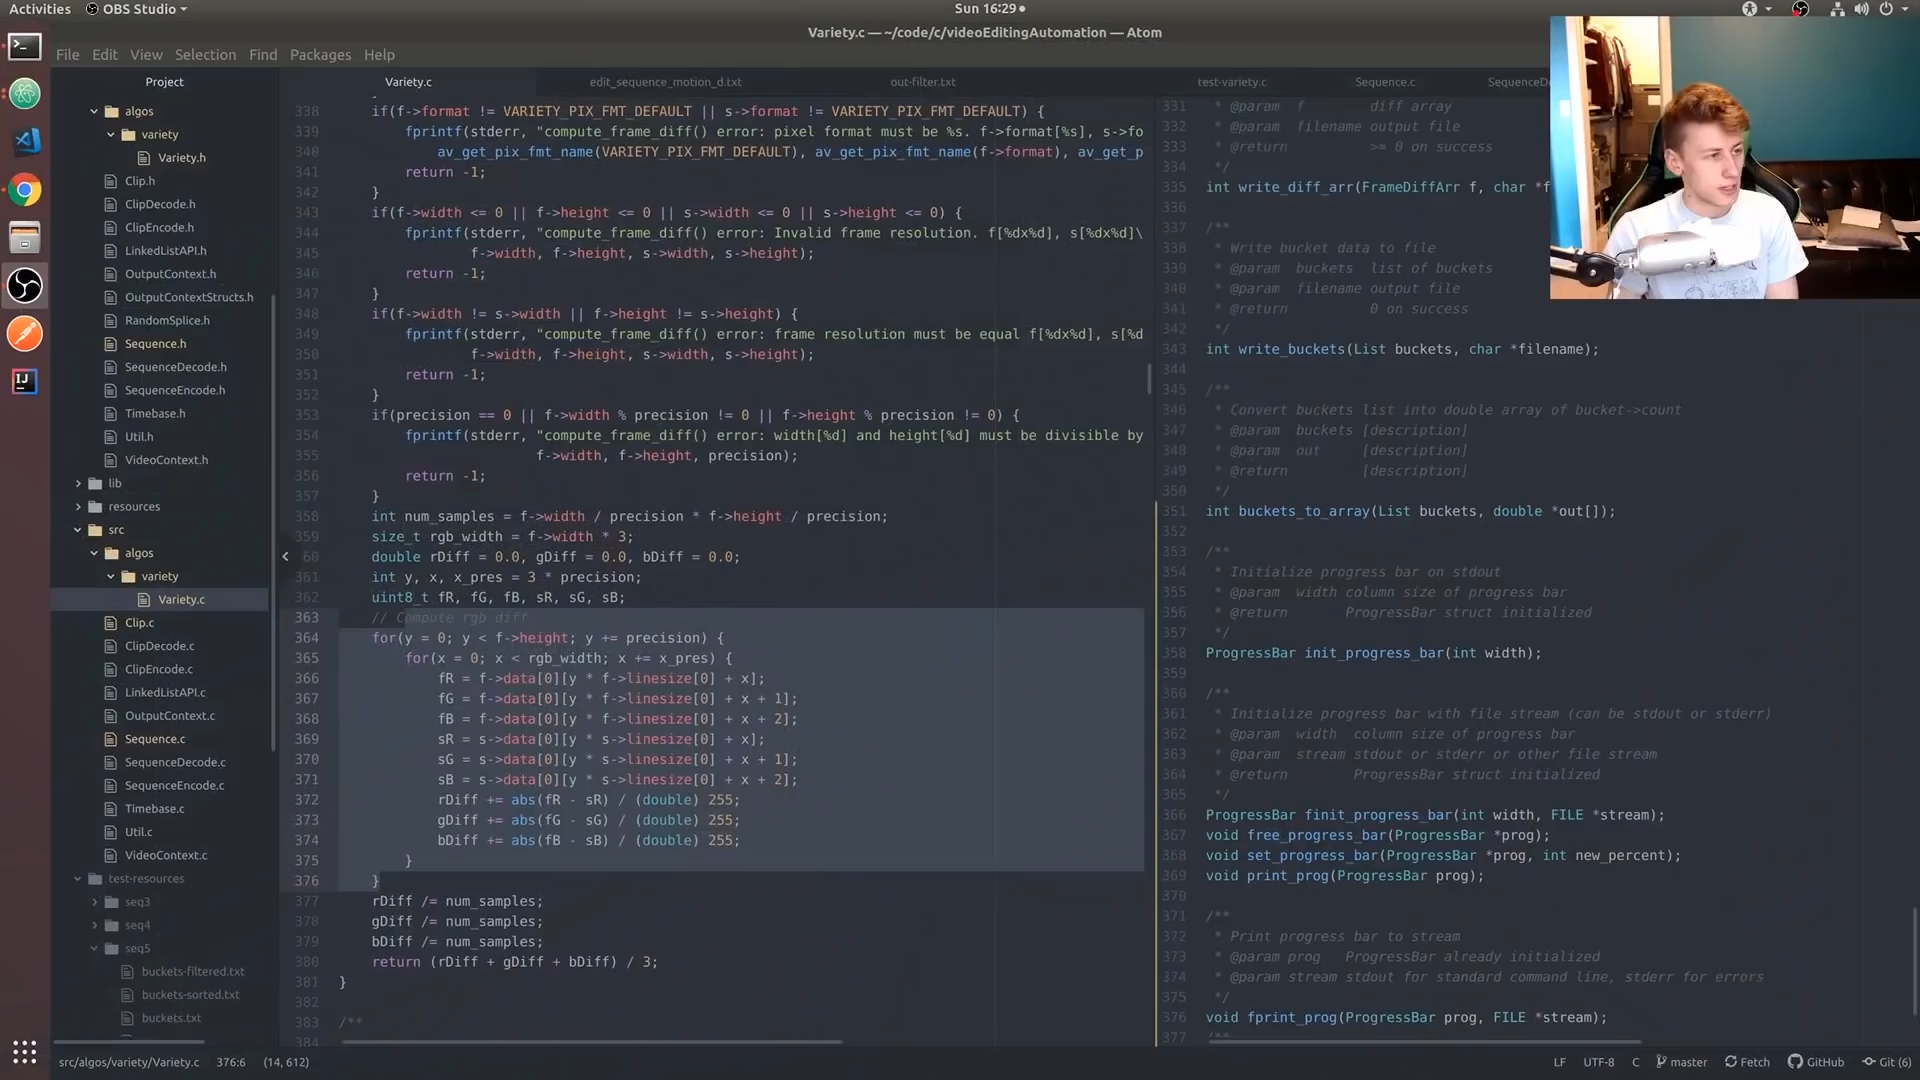 Activities
OBS Studio
Sun 16:29
Variety.c — ~/code/c/videoEditingAutomation — Atom
File Edit View Selection Find Packages Help
Project
algos
variety
Variety.h
Clip.h
ClipDecode.h
ClipEncode.h
LinkedListAPI.h
OutputContext.h
OutputContextStructs.h
RandomSplice.h
Sequence.h
SequenceDecode.h
SequenceEncode.h
Timebase.h
Util.h
VideoContext.h
lib
resources
src
algos
variety
Variety.c
Clip.c
ClipDecode.c
ClipEncode.c
LinkedListAPI.c
OutputContext.c
Sequence.c
SequenceDecode.c
SequenceEncode.c
Timebase.c
Util.c
VideoContext.c
test-resources
seq3
seq4
seq5
buckets-filtered.txt
buckets-sorted.txt
buckets.txt
Variety.c edit_sequence_motion_d.txt out-filter.txt
338 if(f->format != VARIETY_PIX_FMT_DEFAULT || s->format != VARIETY_PIX_FMT_DEFAULT) {
339 fprintf(stderr, "compute_frame_diff() error: pixel format must be %s. f->format[%s], s->fo
340 av_get_pix_fmt_name(VARIETY_PIX_FMT_DEFAULT), av_get_pix_fmt_name(f->format), av_get_p
341 return -1;
342 }
343 if(f->width <= 0 || f->height <= 0 || s->width <= 0 || s->height <= 0) {
344 fprintf(stderr, "compute_frame_diff() error: Invalid frame resolution. f[%dx%d], s[%dx%d]\
345 f->width, f->height, s->width, s->height);
346 return -1;
347 }
348 if(f->width != s->width || f->height != s->height) {
349 fprintf(stderr, "compute_frame_diff() error: frame resolution must be equal f[%dx%d], s[%d
350 f->width, f->height, s->width, s->height);
351 return -1;
352 }
353 if(precision == 0 || f->width % precision != 0 || f->height % precision != 0) {
354 fprintf(stderr, "compute_frame_diff() error: width[%d] and height[%d] must be divisible by
355 f->width, f->height, precision);
356 return -1;
357 }
358 int num_samples = f->width / precision * f->height / precision;
359 size_t rgb_width = f->width * 3;
60 double rDiff = 0.0, gDiff = 0.0, bDiff = 0.0;
361 int y, x, x_pres = 3 * precision;
362 uint8_t fR, fG, fB, sR, sG, sB;
363 // Compute rgb diff
364 for(y = 0; y < f->height; y += precision) {
365 for(x = 0; x < rgb_width; x += x_pres) {
366 fR = f->data[0][y * f->linesize[0] + x];
367 fG = f->data[0][y * f->linesize[0] + x + 1];
368 fB = f->data[0][y * f->linesize[0] + x + 2];
369 sR = s->data[0][y * s->linesize[0] + x];
370 sG = s->data[0][y * s->linesize[0] + x + 1];
371 sB = s->data[0][y * s->linesize[0] + x + 2];
372 rDiff += abs(fR - sR) / (double) 255;
373 gDiff += abs(fG - sG) / (double) 255;
374 bDiff += abs(fB - sB) / (double) 255;
375 }
376 }
377 rDiff /= num_samples;
378 gDiff /= num_samples;
379 bDiff /= num_samples;
380 return (rDiff + gDiff + bDiff) / 3;
381 }
382
383 /**
384
test-variety.c Sequence.c SequenceDe
331 * @param f diff array
332 * @param filename output file
333 * @return >= 0 on success
334 */
335 int write_diff_arr(FrameDiffArr f, char *f
336
337 /**
338 * Write bucket data to file
339 * @param buckets list of buckets
340 * @param filename output file
341 * @return 0 on success
342 */
343 int write_buckets(List buckets, char *filename);
344
345 /**
346 * Convert buckets list into double array of bucket->count
347 * @param buckets [description]
348 * @param out [description]
349 * @return [description]
350 */
351 int buckets_to_array(List buckets, double *out[]);
352
353 /**
354 * Initialize progress bar on stdout
355 * @param width column size of progress bar
356 * @return ProgressBar struct initialized
357 */
358 ProgressBar init_progress_bar(int width);
359
360 /**
361 * Initialize progress bar with file stream (can be stdout or stderr)
362 * @param width column size of progress bar
363 * @param stream stdout or stderr or other file stream
364 * @return ProgressBar struct initialized
365 */
366 ProgressBar finit_progress_bar(int width, FILE *stream);
367 void free_progress_bar(ProgressBar *prog);
368 void set_progress_bar(ProgressBar *prog, int new_percent);
369 void print_prog(ProgressBar prog);
370
371 /**
372 * Print progress bar to stream
373 * @param prog ProgressBar already initialized
374 * @param stream stdout for standard command line, stderr for errors
375 */
376 void fprint_prog(ProgressBar prog, FILE *stream);
377 /**
src/algos/variety/Variety.c 376:6 (14, 612)
LF UTF-8 C master Fetch GitHub Git (6)